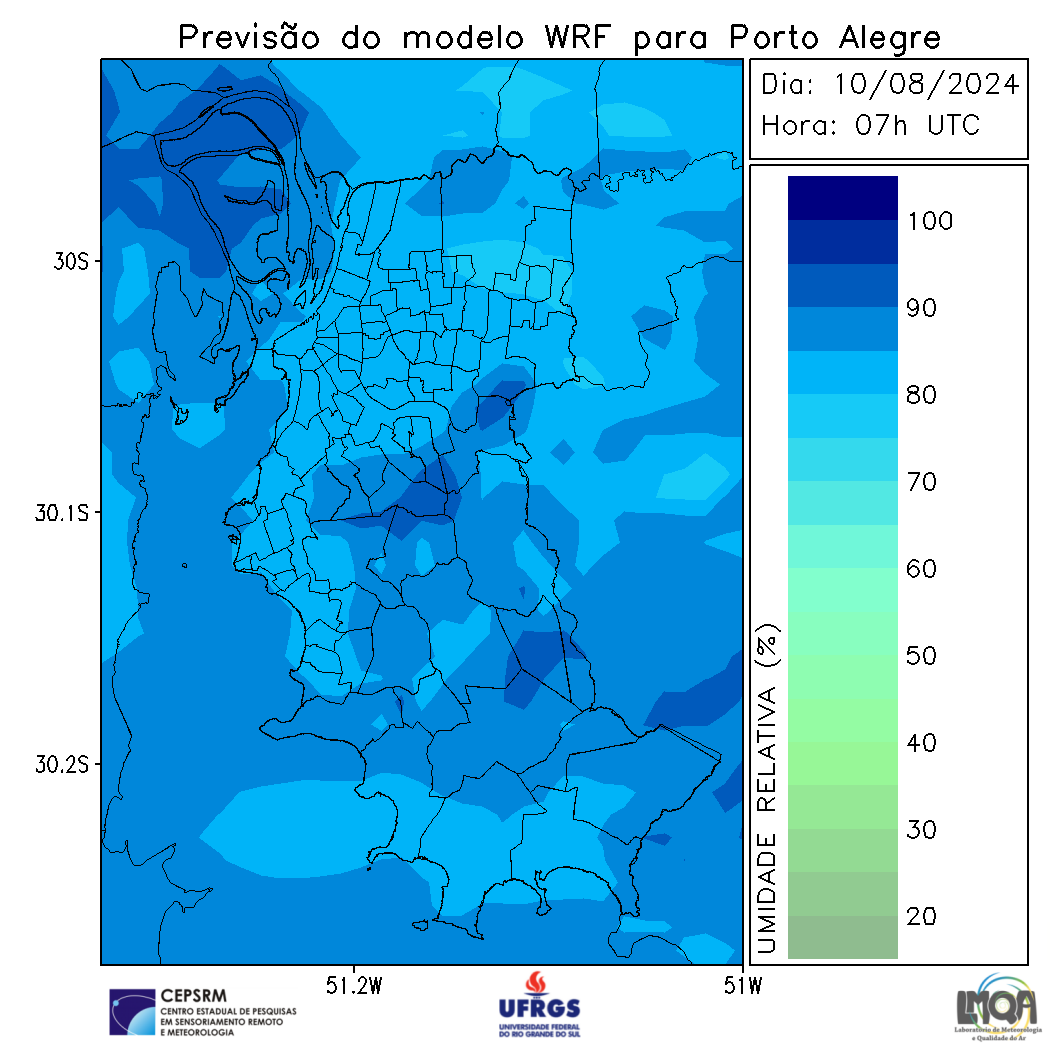 Previsão do modelo WRF para Porto Alegre
Dia: 10/08/2024
Hora: 07h UTC
30S
30.1S
30.2S
51.2W
51W
100
90
80
70
60
50
40
30
20
UMIDADE RELATIVA (%)
CEPSRM
CENTRO ESTADUAL DE PESQUISAS
EM SENSORIAMENTO REMOTO
E METEOROLOGIA
UFRGS
UNIVERSIDADE FEDERAL
DO RIO GRANDE DO SUL
LMQA
Laboratório de Meteorologia
e Qualidade do Ar